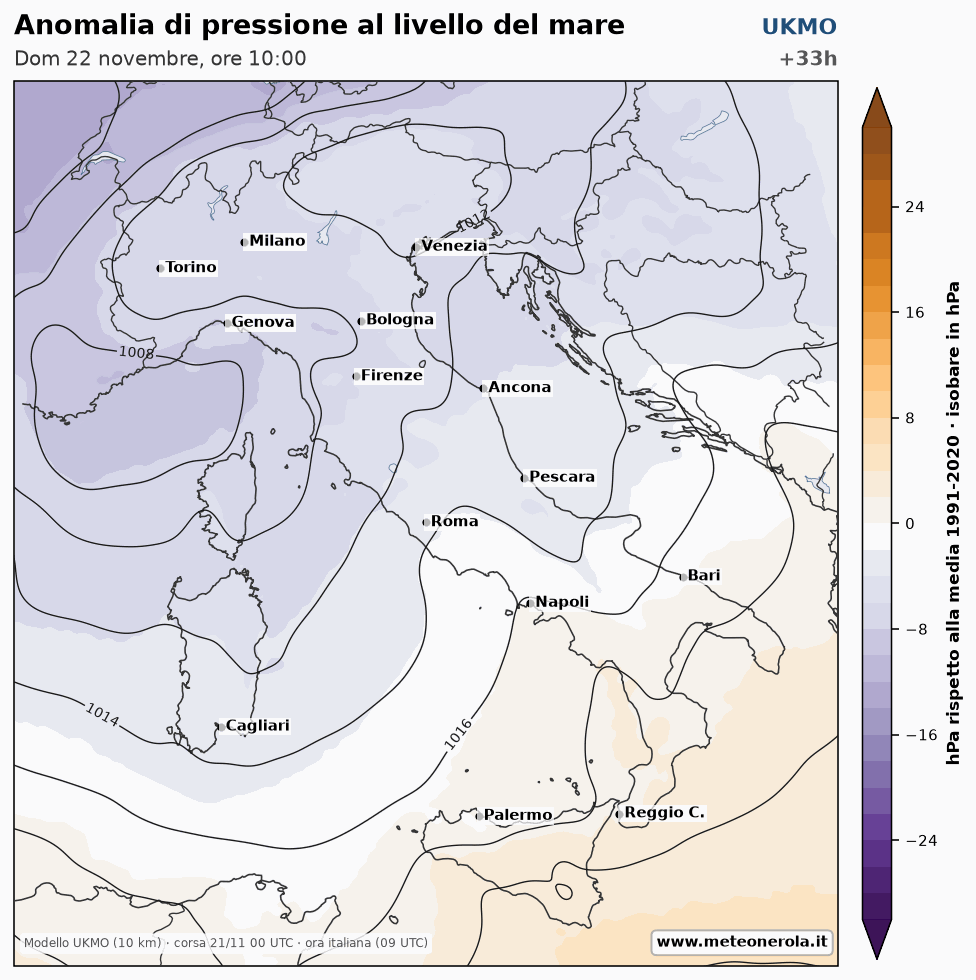 Anomalia di pressione al livello del mare
UKMO
Dom 22 novembre, ore 10:00
+33h
Milano
Torino
Venezia
Genova
Bologna
1008
Firenze
Ancona
Pescara
Roma
Bari
Napoli
1014
Cagliari
1016
Palermo
Reggio C.
24
16
8
0
−8
−16
−24
hPa rispetto alla media 1991-2020 · isobare in hPa
Modello UKMO (10 km) · corsa 21/11 00 UTC · ora italiana (09 UTC)
www.meteonerola.it